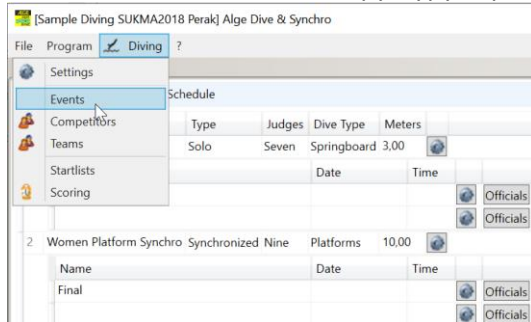 [Sample Diving SUKMA2018 Perak] Alge Dive & Synchro
File Program Diving ?
Settings
Events
Schedule
Competitors
Type Judges Dive Type Meters
Teams
Solo Seven Springboard 3,00
Startlists
Date Time
Scoring
Officials
Officials
2 Women Platform Synchro Synchronized Nine Platforms 10,00
Name Date Time
Final
Officials
Officials